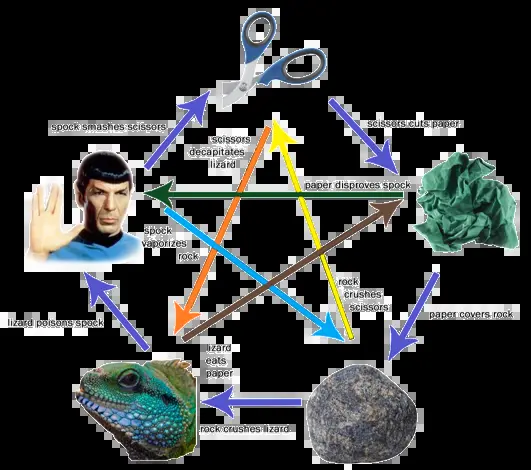 scissors cuts paper
spock smashes scissors
scissors
decapitates
lizard
paper disproves spock
spock
vaporizes
rock
rock
crushes
scissors
paper covers rock
lizard poisons spock
lizard
eats
paper
rock crushes lizard